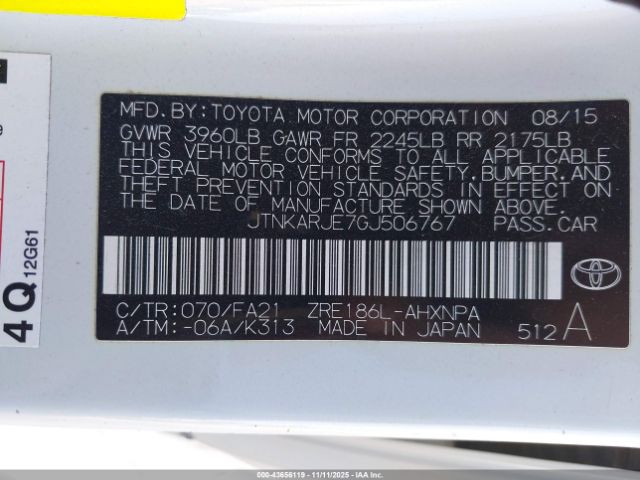 MFD. BY: TOYOTA MOTOR CORPORATION 08/15
GVWR 3960LB GAWR FR 2245LB RR 2175LB
THIS VEHICLE CONFORMS TO ALL APPLICABLE
FEDERAL MOTOR VEHICLE SAFETY, BUMPER, AND
THEFT PREVENTION STANDARDS IN EFFECT ON
THE DATE OF MANUFACTURE SHOWN ABOVE.
JTNKARJE7GJ506767 PASS. CAR
C/TR: 070/FA21 ZRE186L-AHXNPA
A/TM: -06A/K313 MADE IN JAPAN 512 A
TOYOTA
4Q 12G61
000-43656119 - 11/11/2025 - IAAI.COM